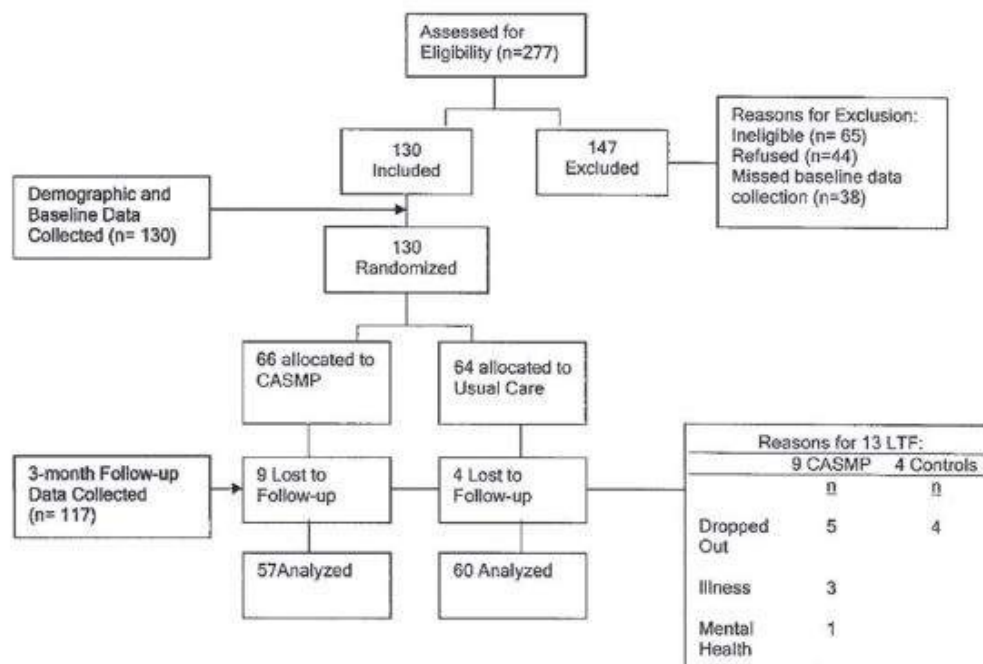 Assessed for
Eligibility (n=277)
130
Included
147
Excluded
Reasons for Exclusion:
Ineligible (n= 65)
Refused (n=44)
Missed baseline data
collection (n=38)
Demographic and
Baseline Data
Collected (n= 130)
130
Randomized
66 allocated to
CASMP
64 allocated to
Usual Care
3-month Follow-up
Data Collected
(n= 117)
9 Lost to
Follow-up
4 Lost to
Follow-up
57Analyzed
60 Analyzed
Reasons for 13 LTF:
9 CASMP 4 Controls
n n
Dropped 5 4
Out
Illness 3
Mental 1
Health